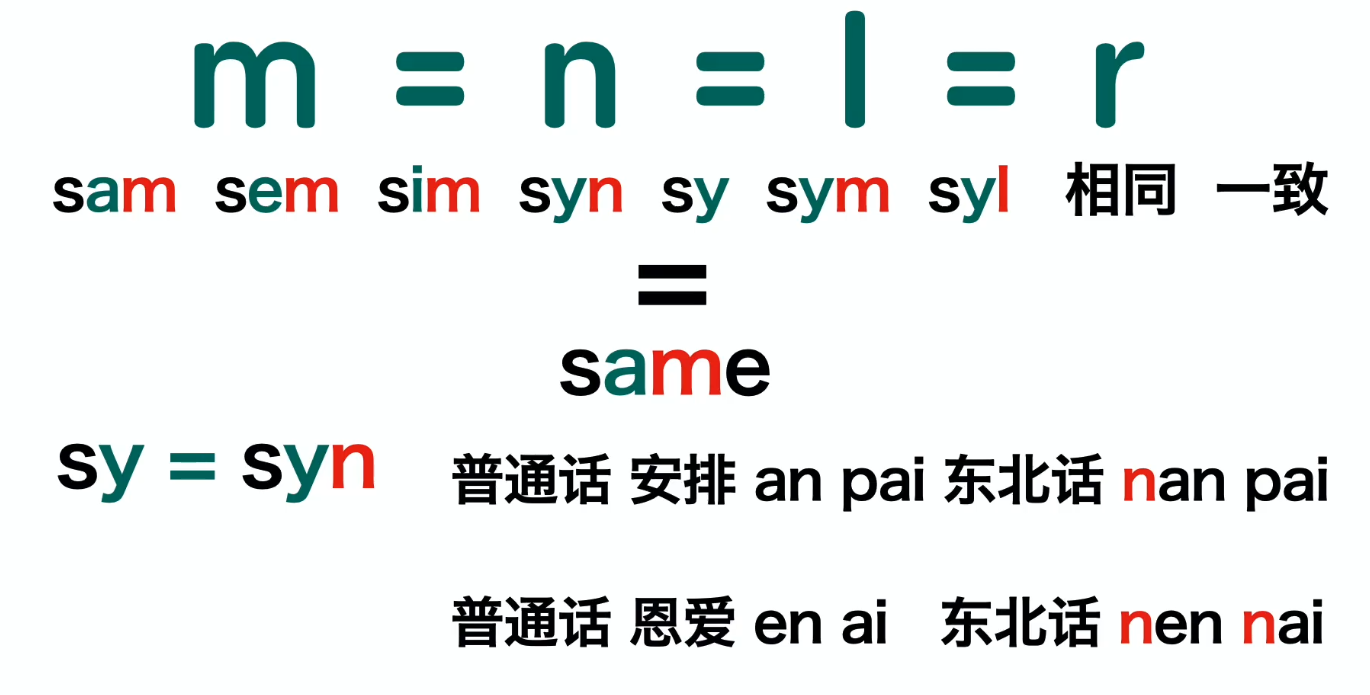 m = n = l = r
sam sem sim syn sy sym syl 相同 一致
=
same
sy = syn 普通话 安排 an pai 东北话 nan pai
普通话 恩爱 en ai 东北话 nen nai